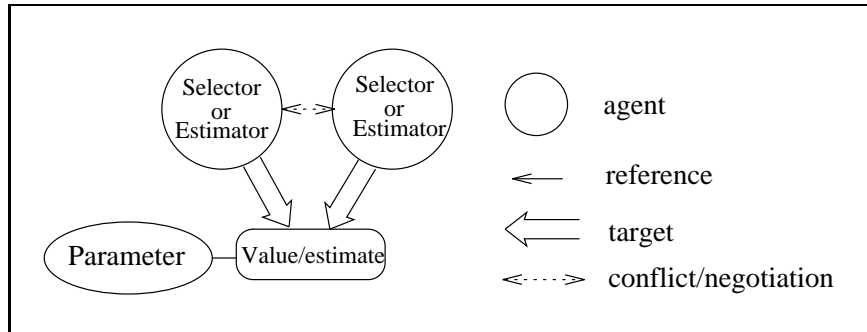 Selector
or
Estimator
Selector
or
Estimator
Parameter
Value/estimate
agent
reference
target
conflict/negotiation